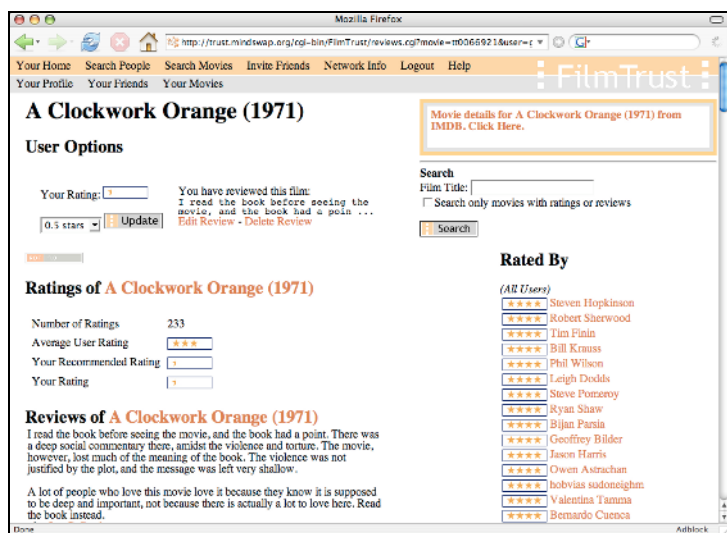 Mozilla Firefox
http://trust.mindswap.org/cgi-bin/FilmTrust/reviews.cgi?movie=tt0066921&user=
Your Home Search People Search Movies Invite Friends Network Info Logout Help
Your Profile Your Friends Your Movies
FilmTrust
A Clockwork Orange (1971)
User Options
Your Rating:
0.5 stars Update
You have reviewed this film:
I read the book before seeing the
movie, and the book had a poin ...
Edit Review - Delete Review
Ratings of A Clockwork Orange (1971)
Number of Ratings 233
Average User Rating ★★★
Your Recommended Rating
Your Rating
Reviews of A Clockwork Orange (1971)
I read the book before seeing the movie, and the book had a point. There was
a deep social commentary there, amidst the violence and torture. The movie,
however, lost much of the meaning of the book. The violence was not
justified by the plot, and the message was left very shallow.
A lot of people who love this movie love it because they know it is supposed
to be deep and important, not because there is actually a lot to love here. Read
the book instead.
Movie details for A Clockwork Orange (1971) from
IMDB. Click Here.
Search
Film Title:
Search only movies with ratings or reviews
Search
Rated By
(All Users)
★★★★ Steven Hopkinson
★★★★ Robert Sherwood
★★★★ Tim Finin
★★★★ Bill Krauss
★★★★ Phil Wilson
★★★★ Leigh Dodds
★★★★ Steve Pomeroy
★★★★ Ryan Shaw
★★★★ Bijan Parsia
★★★★ Geoffrey Bilder
★★★★ Jason Harris
★★★★ Owen Astrachan
★★★★ hobvias sudoneighm
★★★★ Valentina Tamma
★★★★ Bernardo Cuenca
Done
Adblock